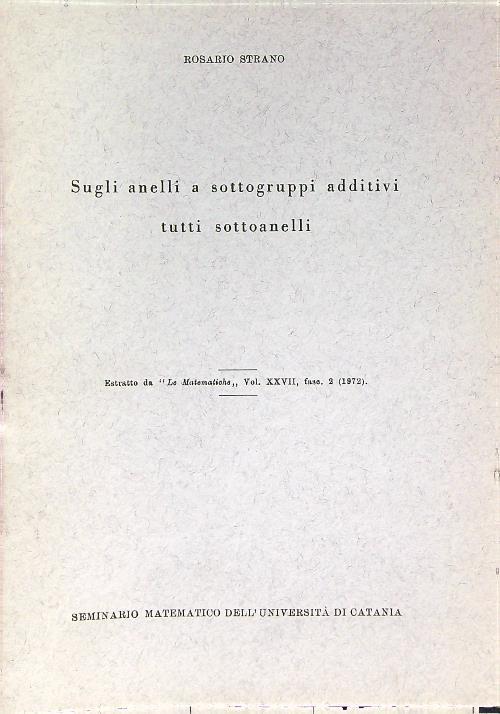 ROSARIO STRANO
Sugli anelli a sottogruppi additivi
tutti sottoanelli
Estratto da "Le Matematiche„, Vol. XXVII, fasc. 2 (1972).
SEMINARIO MATEMATICO DELL'UNIVERSITÀ DI CATANIA